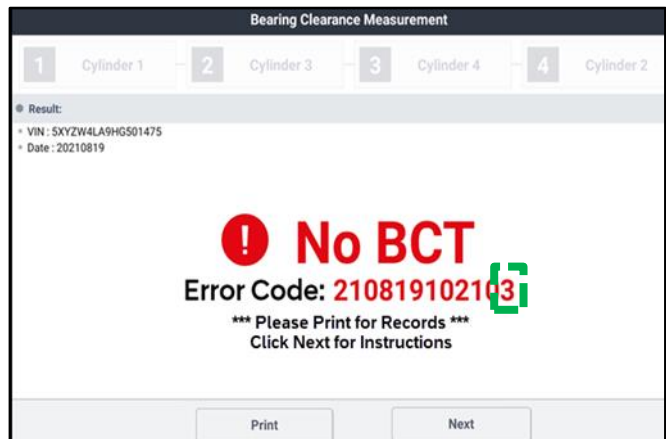 Bearing Clearance Measurement
1 Cylinder 1 2 Cylinder 3 3 Cylinder 4 4 Cylinder 2
Result:
VIN : 5XYZW4LA9HG501475
Date : 20210819
! No BCT
Error Code: 210819102103
*** Please Print for Records ***
Click Next for Instructions
Print Next